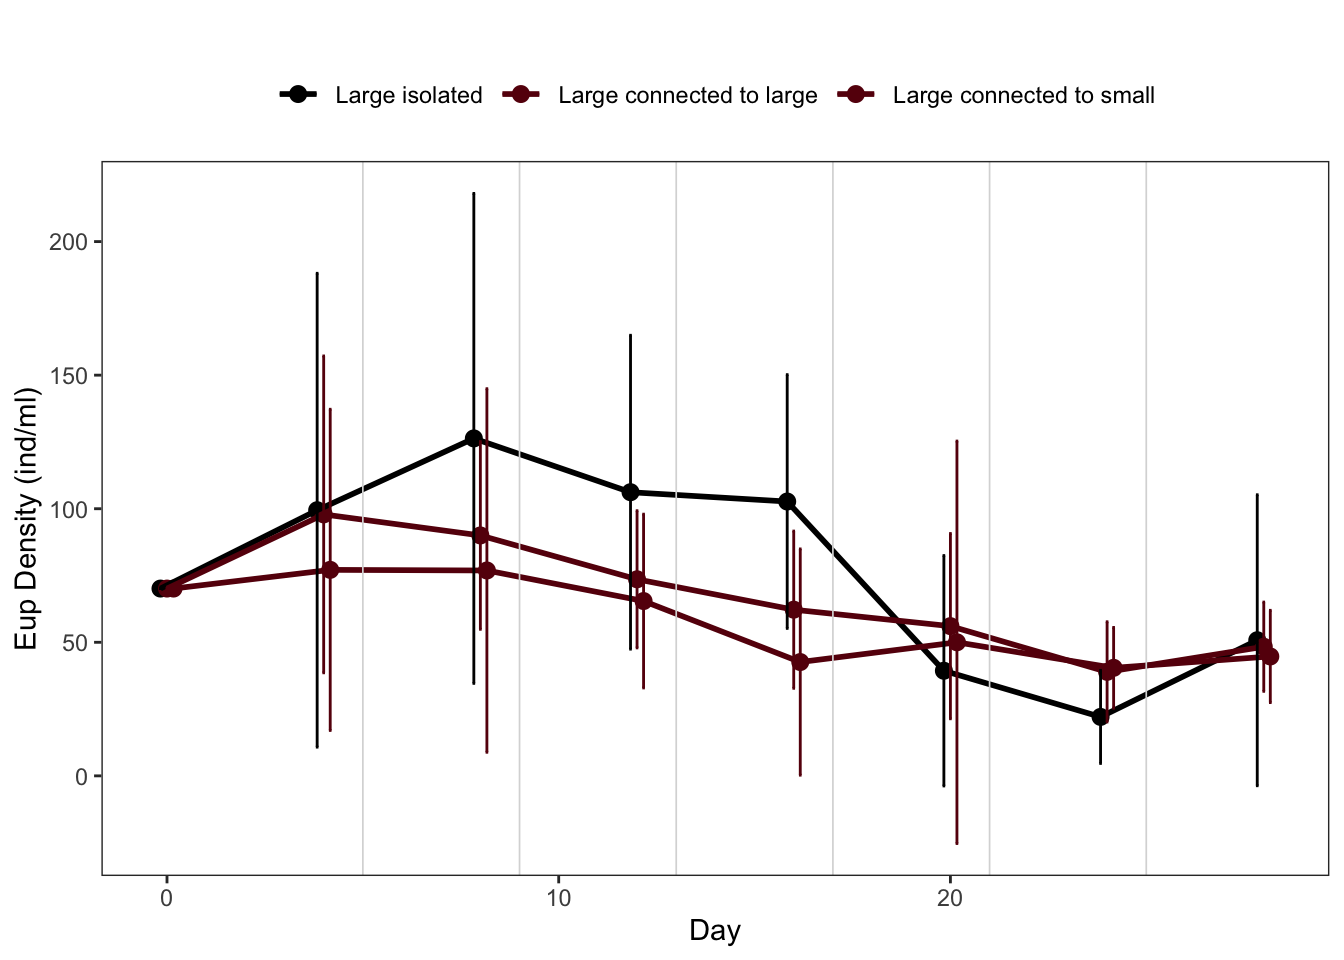 Large isolated Large connected to large Large connected to small
Eup Density (ind/ml)
200
150
100
50
0
0 10 20
Day